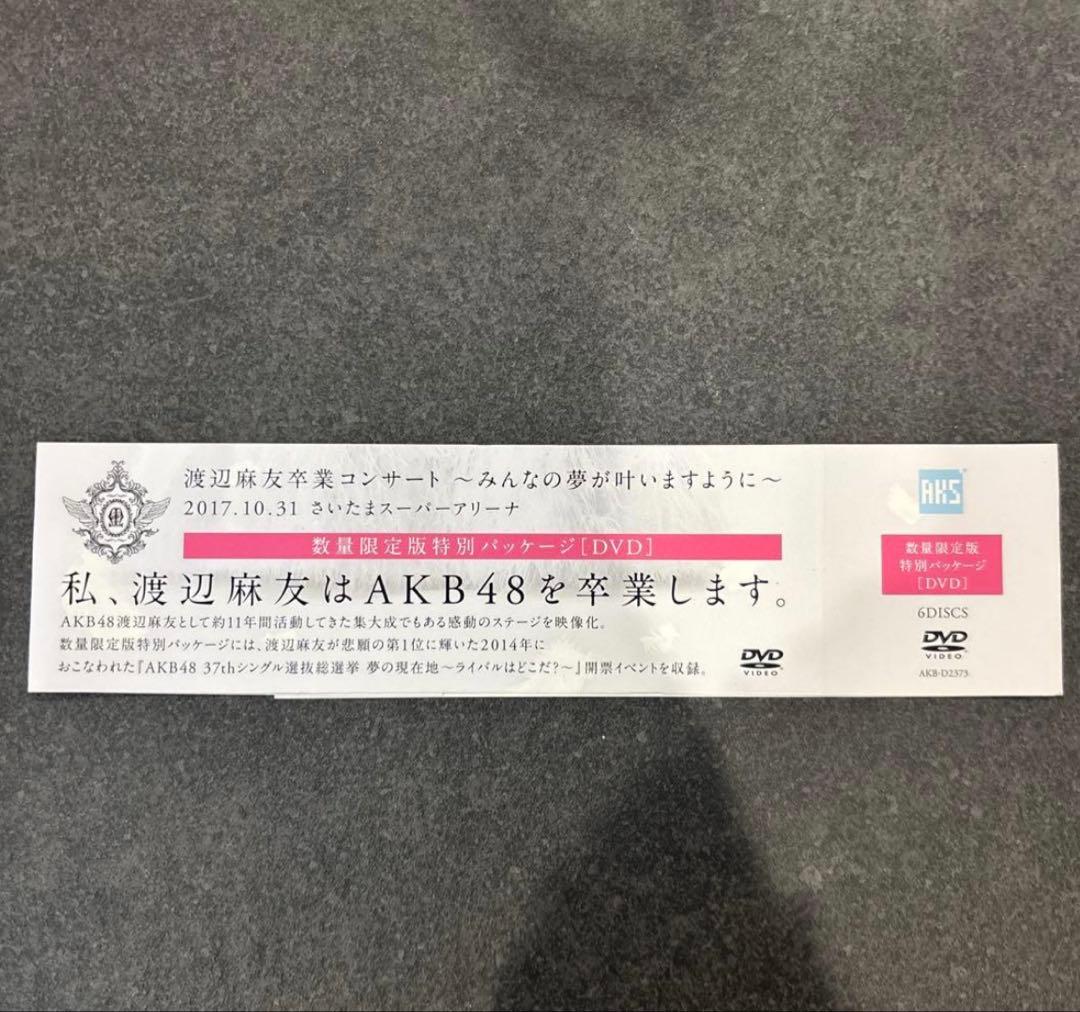 渡辺麻友卒業コンサート ～みんなの夢が叶いますように～
2017.10.31 さいたまスーパーアリーナ
数量限定版特別パッケージ[DVD]
私、渡辺麻友はAKB48を卒業します。
AKB48渡辺麻友として約11年間活動してきた集大成でもある感動のステージを映像化。
数量限定版特別パッケージには、渡辺麻友が悲願の第1位に輝いた2014年に
おこなわれた『AKB48 37thシングル選抜総選挙 夢の現在地～ライバルはどこだ?～』開票イベントを収録。
DVD
VIDEO
AKS
数量限定版
特別パッケージ
[DVD]
6DISCS
DVD
VIDEO
AKB-D2373